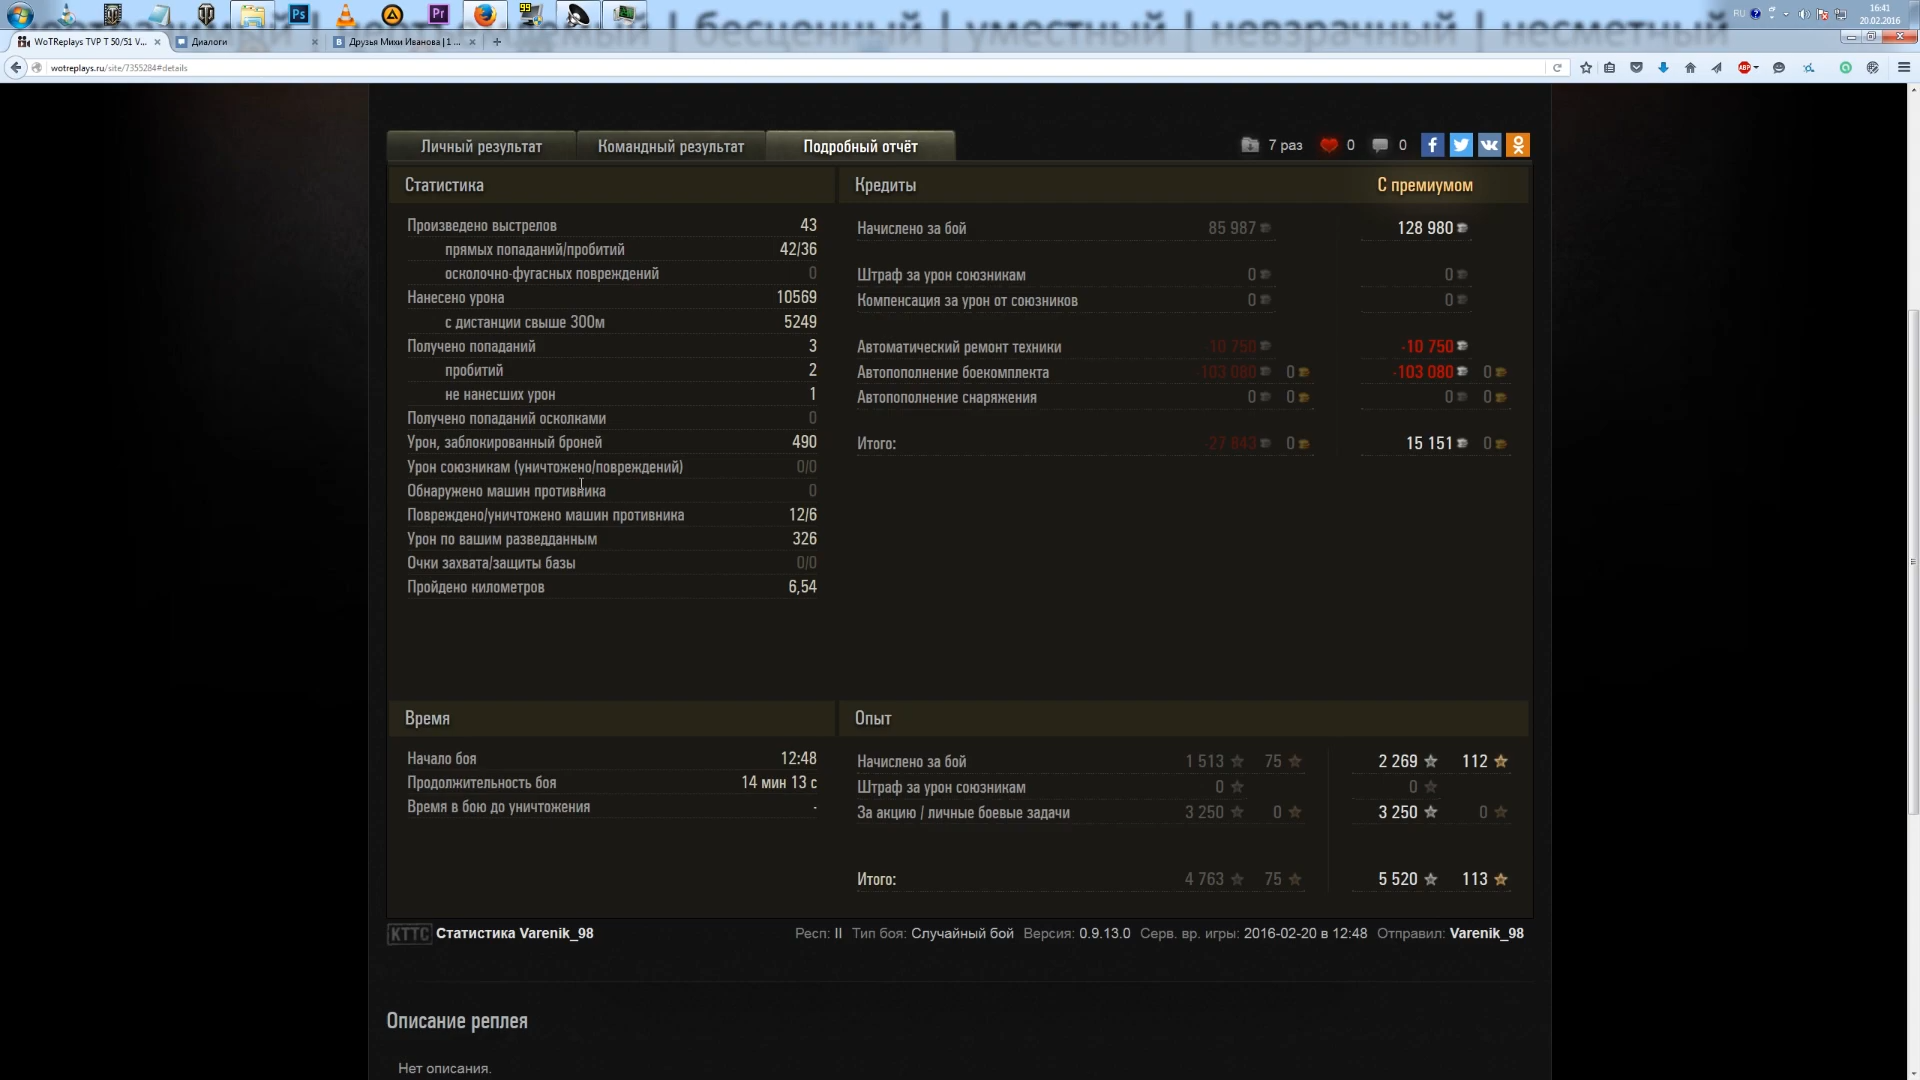 | бесценный | уместный | невзрачный | несметный
RU
16:41
20.02.2016
WoTReplays TVP T 50/51 V...
Диалоги
Друзья Михи Иванова | 1 ...
wotreplays.ru/site/7355284#details
Личный результат
Командный результат
Подробный отчёт
7 раз
0
0
Статистика
Произведено выстрелов 43
прямых попаданий/пробитий 42/36
осколочно-фугасных повреждений 0
Нанесено урона 10569
с дистанции свыше 300м 5249
Получено попаданий 3
пробитий 2
не нанесших урон 1
Получено попаданий осколками 0
Урон, заблокированный броней 490
Урон союзникам (уничтожено/повреждений) 0/0
Обнаружено машин противника 0
Повреждено/уничтожено машин противника 12/6
Урон по вашим разведданным 326
Очки захвата/защиты базы 0/0
Пройдено километров 6,54
Кредиты С премиумом
Начислено за бой 85 987 128 980
Штраф за урон союзникам 0 0
Компенсация за урон от союзников 0 0
Автоматический ремонт техники -10 750 -10 750
Автопополнение боекомплекта -103 080 0 -103 080 0
Автопополнение снаряжения 0 0 0 0
Итого: -27 843 0 15 151 0
Время
Начало боя 12:48
Продолжительность боя 14 мин 13 с
Время в бою до уничтожения -
Опыт
Начислено за бой 1 513 75 2 269 112
Штраф за урон союзникам 0 0
За акцию / личные боевые задачи 3 250 0 3 250 0
Итого: 4 763 75 5 520 113
КТТС Статистика Varenik_98
Респ: II Тип боя: Случайный бой Версия: 0.9.13.0 Серв. вр. игры: 2016-02-20 в 12:48 Отправил: Varenik_98
Описание реплея
Нет описания.